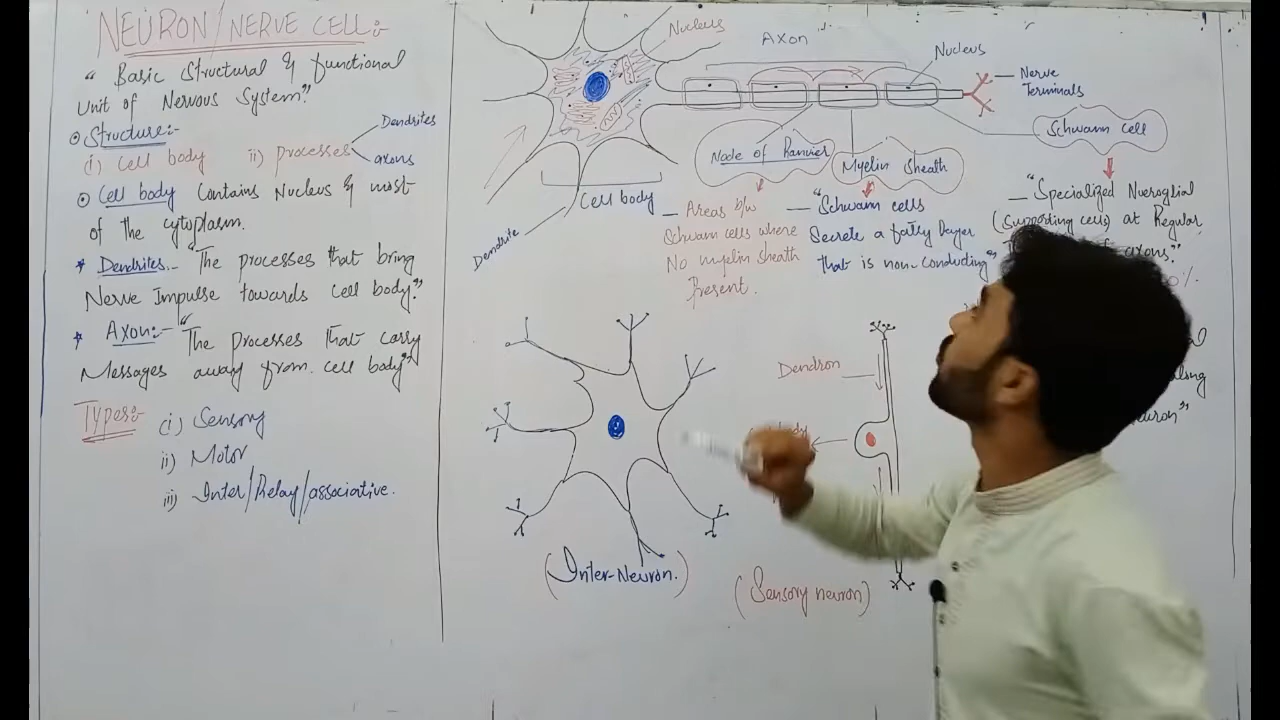 NEURON/NERVE CELL:-
"Basic Structural & functional
Unit of Nervous System."
Structure:-
(i) Cell body ii) processes
Dendrites
axons
Cell body Contains Nucleus & most
of the cytoplasm.
* Dendrites:- "The processes that bring
Nerve Impulse towards cell body."
* Axon:- "The Processes that carry
Messages away from cell body"
Types:-
(i) Sensory
ii) Motor
iii) Inter/Relay/associative.
Nucleus
Axon
Nucleus
Nerve
Terminals
Schwann cell
Node of Ranvier
Myelin Sheath
Cell body
Dendrite
Areas b/w
Schwann cells where
No myelin sheath
Present.
"Schwann cells
Secrete a fatty layer
that is non-conducting"
"Specialized Nueroglial
(supporting cells) at Regular
axons."
along
neuron"
Dendron
body
(Inter-Neuron.)
(Sensory neuron)